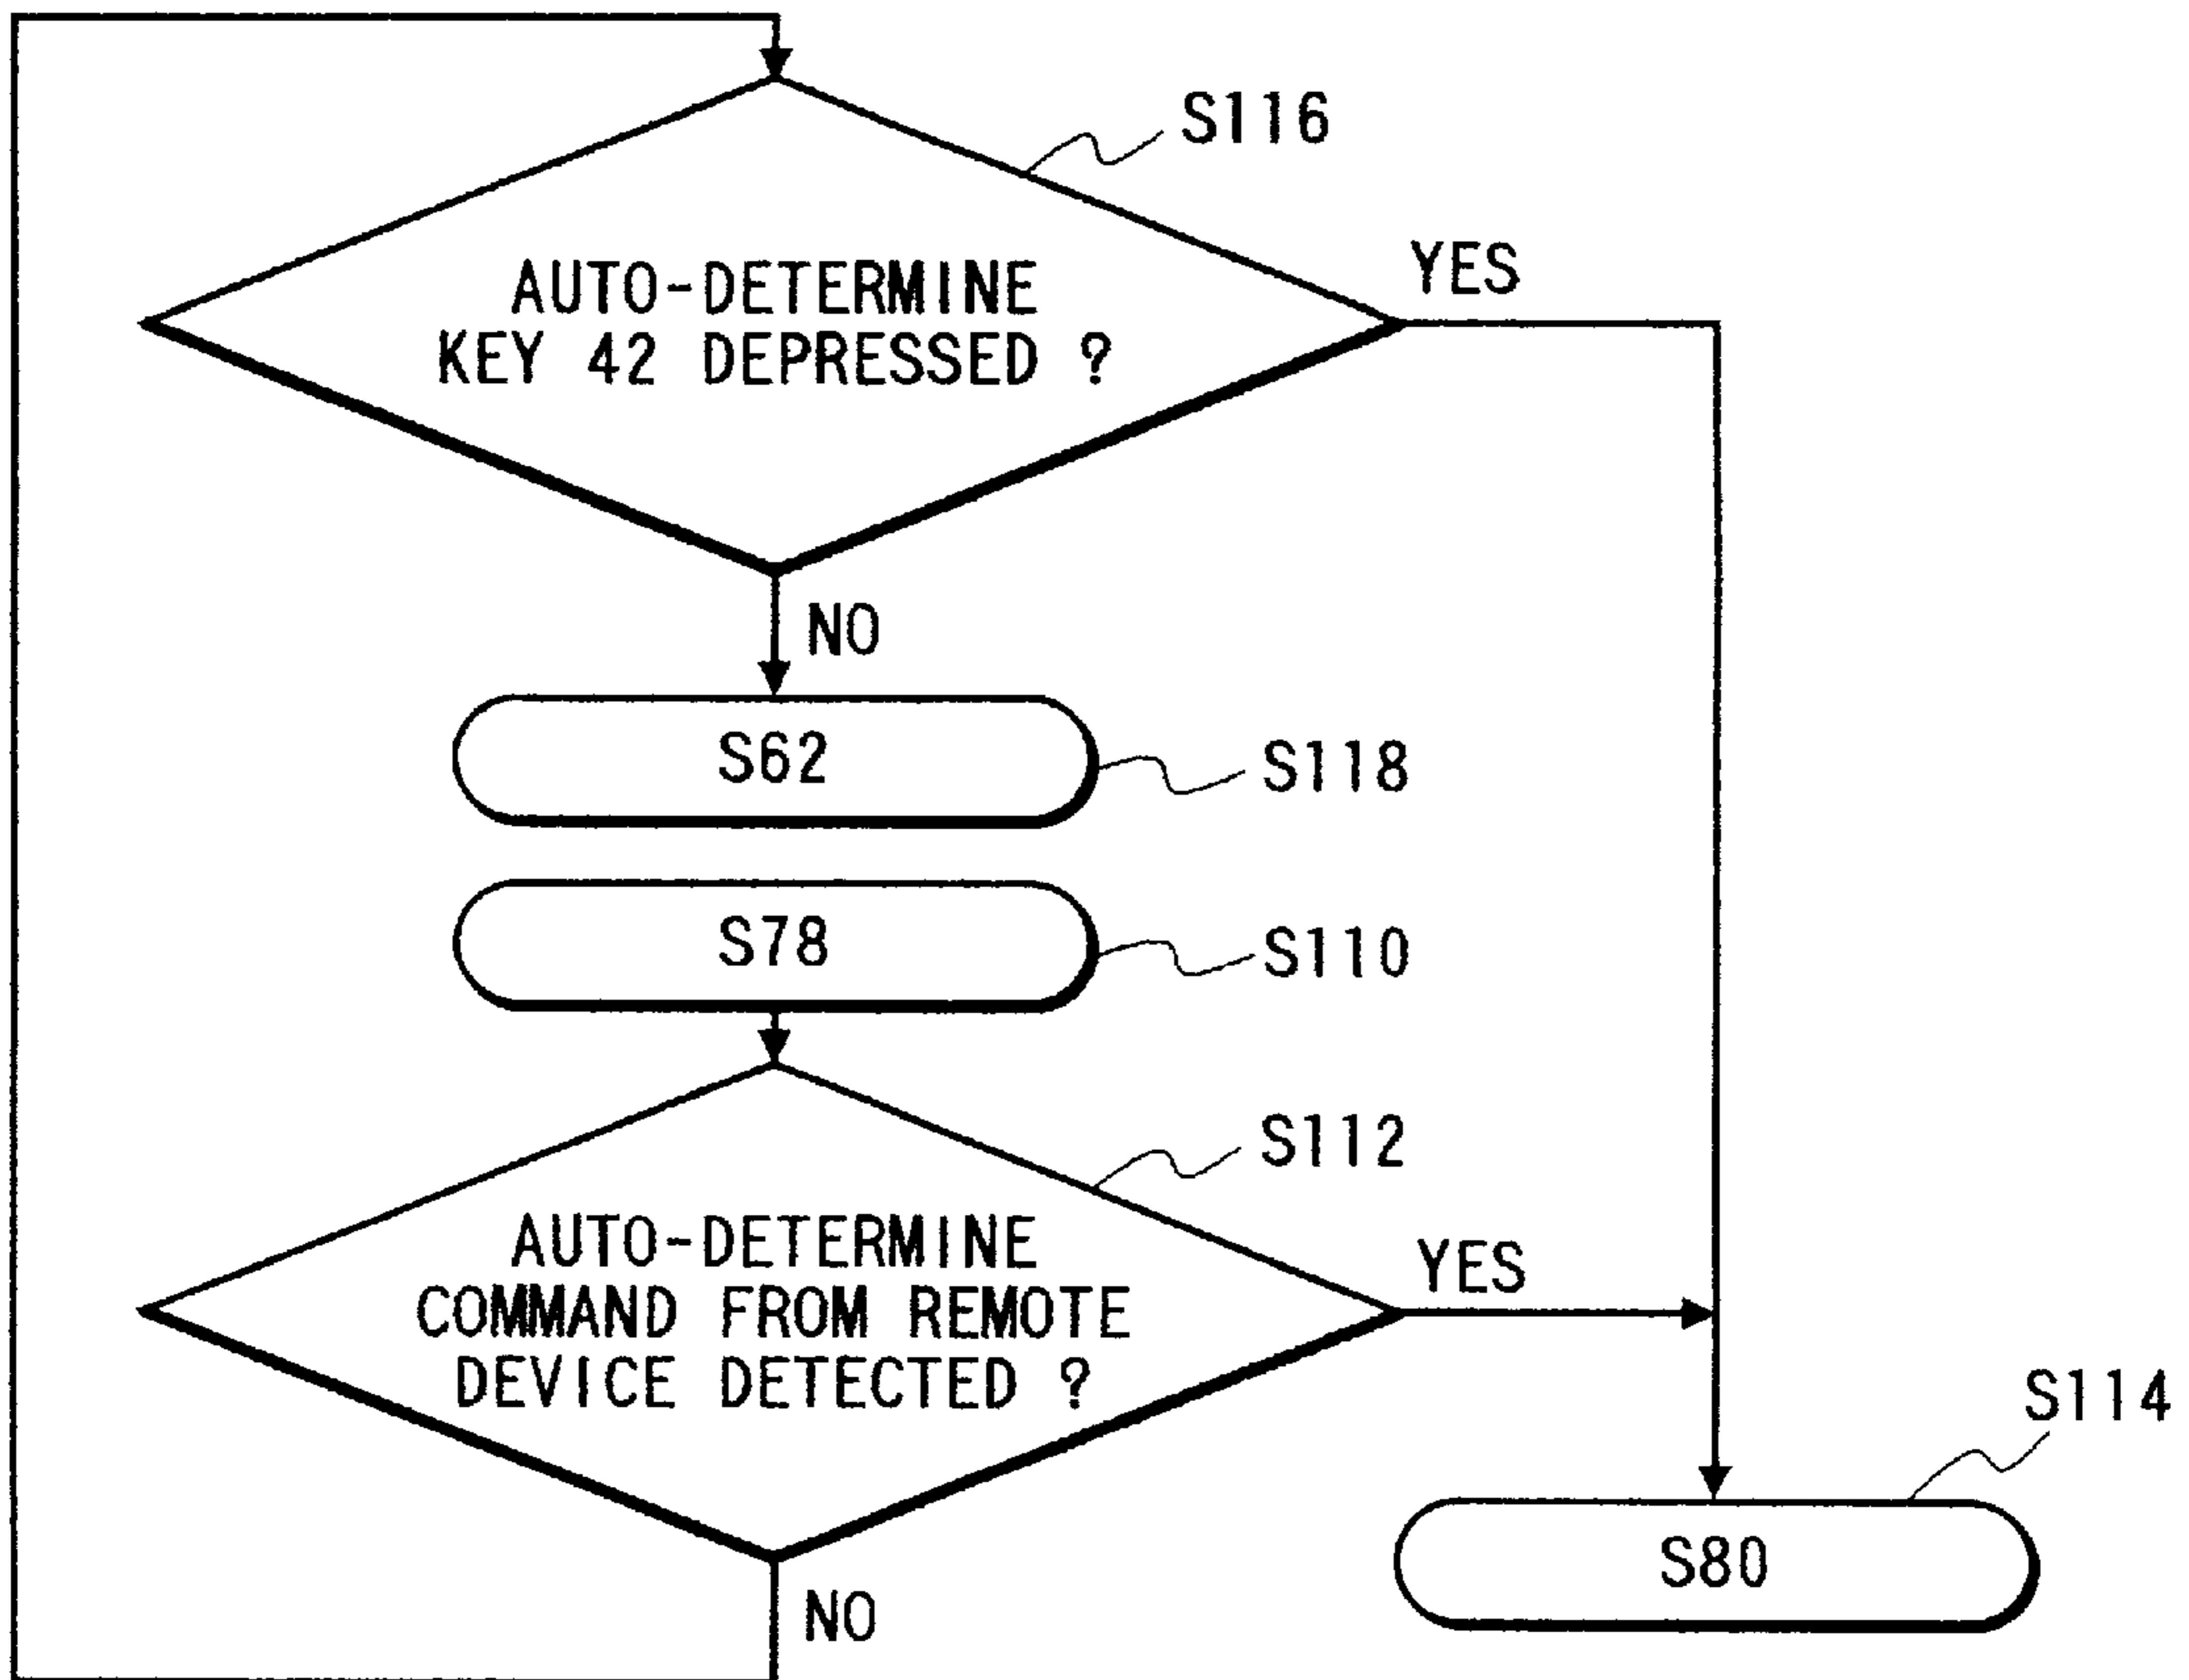 S116
AUTO-DETERMINE
KEY 42 DEPRESSED ?
YES
NO
S62
S118
S78
S110
S112
AUTO-DETERMINE
COMMAND FROM REMOTE
DEVICE DETECTED ?
YES
S114
S80
NO